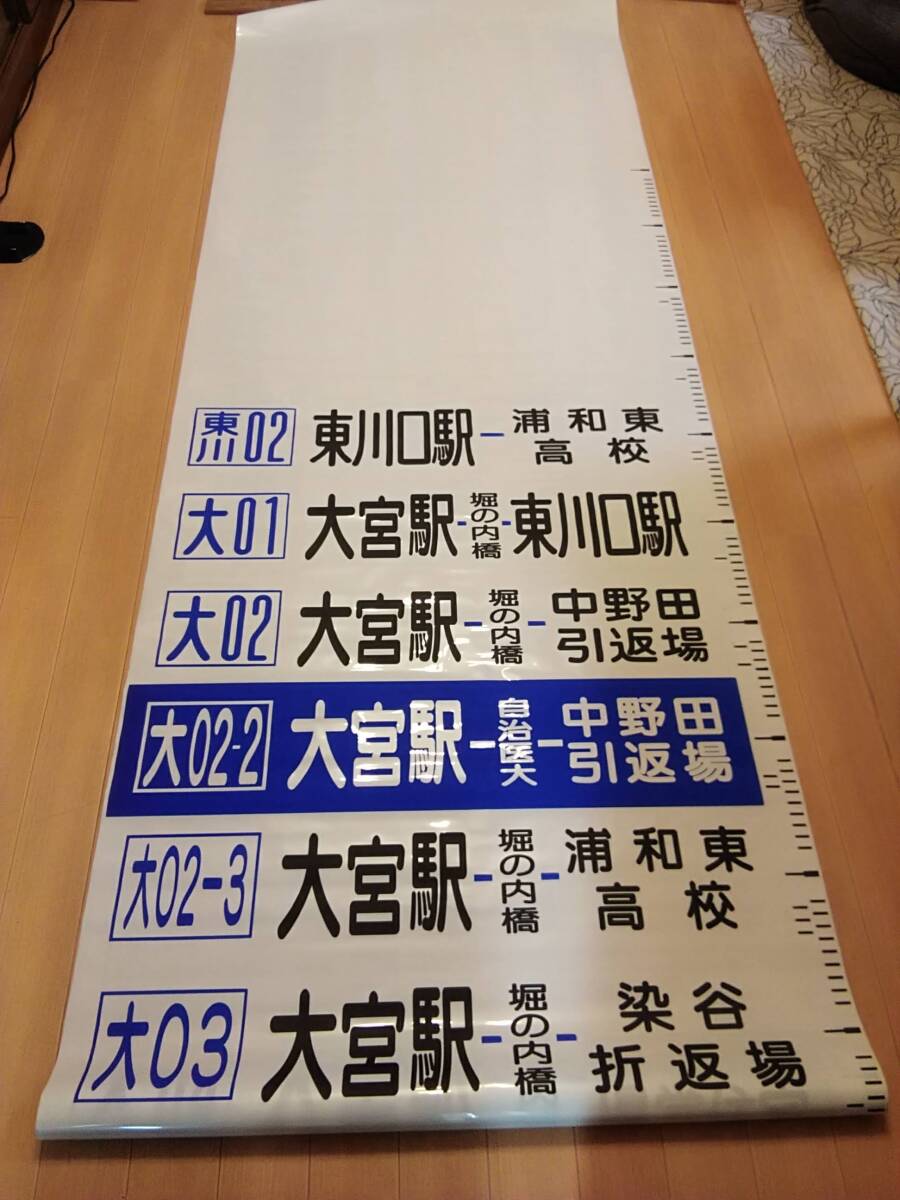 東川02 東川口駅-浦和東高校
大01 大宮駅-堀の内橋-東川口駅
大02 大宮駅-堀の内橋-中野田引返場
大02-2 大宮駅-自治医大-中野田引返場
大02-3 大宮駅-堀の内橋-浦和東高校
大03 大宮駅-堀の内橋-染谷折返場